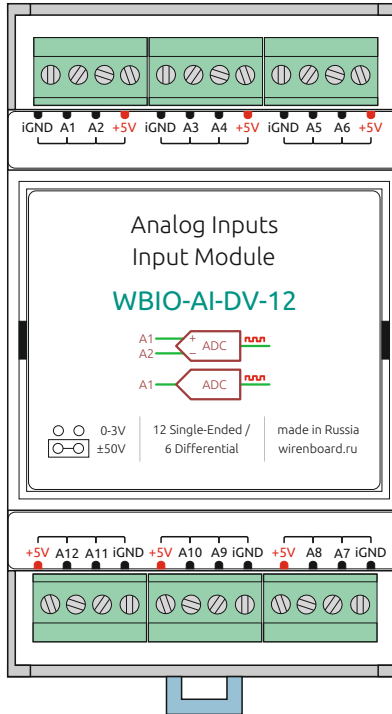 iGND A1 A2 +5V iGND A3 A4 +5V iGND A5 A6 +5V
Analog Inputs
Input Module
WBIO-AI-DV-12
A1 + ADC
A2 −
A1 ADC
0-3V
±50V
12 Single-Ended /
6 Differential
made in Russia
wirenboard.ru
+5V A12 A11 iGND +5V A10 A9 iGND +5V A8 A7 iGND